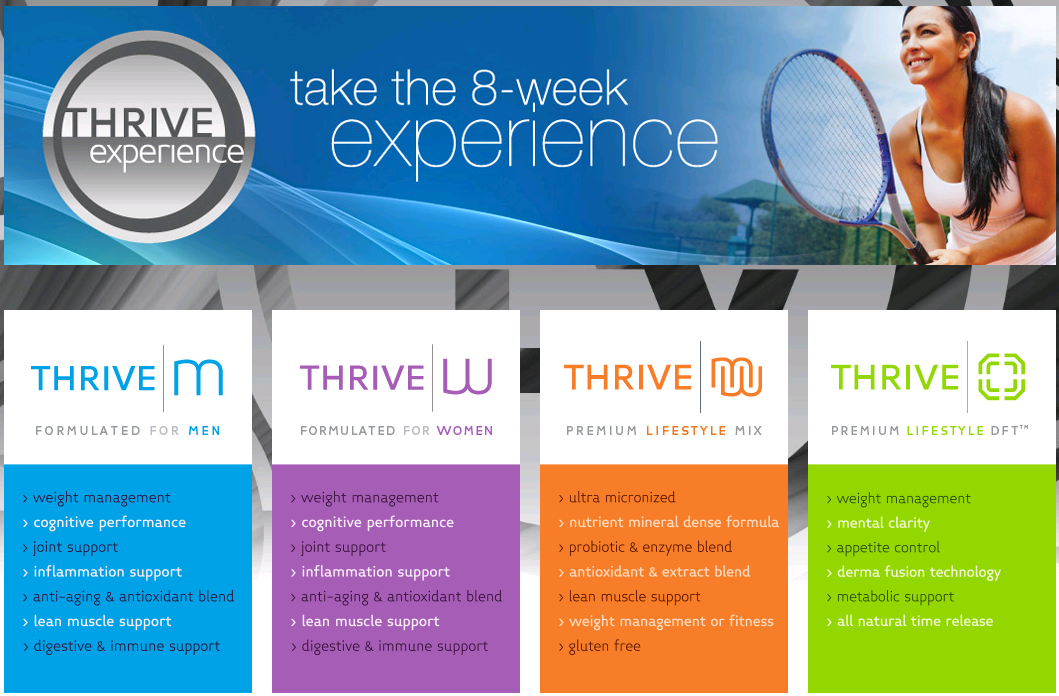 THRIVE
experience
take the 8-week
experience
THRIVE m
FORMULATED FOR MEN
> weight management
> cognitive performance
> joint support
> inflammation support
> anti-aging & antioxidant blend
> lean muscle support
> digestive & immune support
THRIVE W
FORMULATED FOR WOMEN
> weight management
> cognitive performance
> joint support
> inflammation support
> anti-aging & antioxidant blend
> lean muscle support
> digestive & immune support
THRIVE
PREMIUM LIFESTYLE MIX
> ultra micronized
> nutrient mineral dense formula
> probiotic & enzyme blend
> antioxidant & extract blend
> lean muscle support
> weight management or fitness
> gluten free
THRIVE
PREMIUM LIFESTYLE DFT™
> weight management
> mental clarity
> appetite control
> derma fusion technology
> metabolic support
> all natural time release